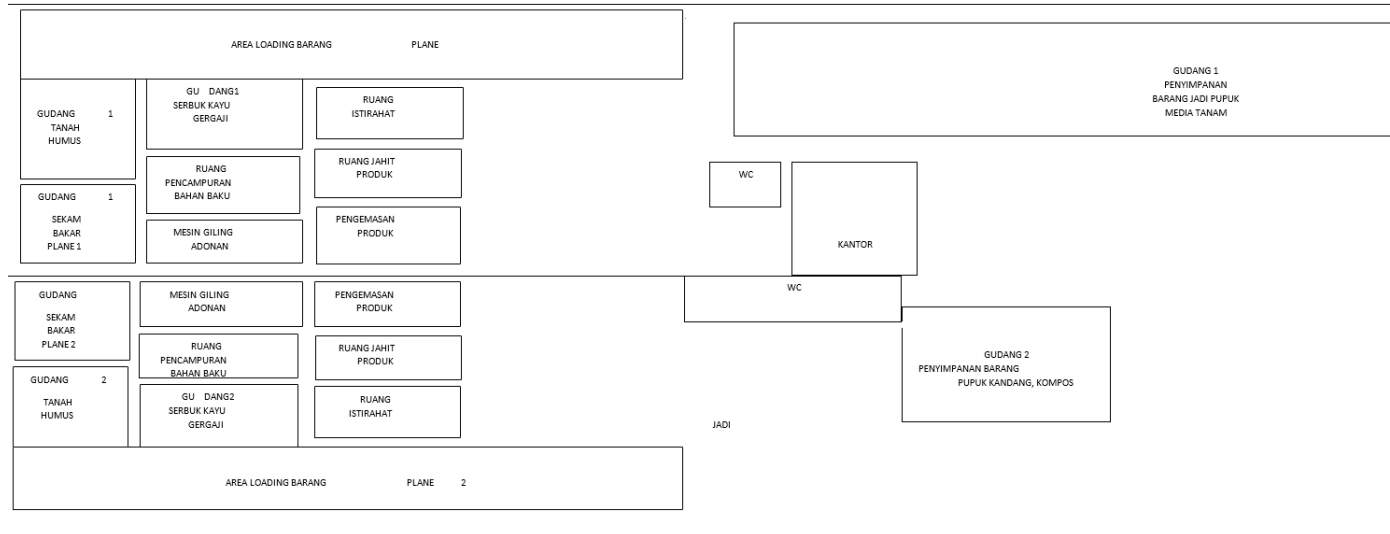 AREA LOADING BARANG PLANE
GUDANG 1
TANAH
HUMUS
GU DANG1
SERBUK KAYU
GERGAJI
RUANG
ISTIRAHAT
GUDANG 1
SEKAM
BAKAR
PLANE 1
RUANG
PENCAMPURAN
BAHAN BAKU
RUANG JAHIT
PRODUK
MESIN GILING
ADONAN
PENGEMASAN
PRODUK
GUDANG 1
PENYIMPANAN
BARANG JADI PUPUK
MEDIA TANAM
WC
KANTOR
WC
GUDANG
SEKAM
BAKAR
PLANE 2
MESIN GILING
ADONAN
PENGEMASAN
PRODUK
RUANG
PENCAMPURAN
BAHAN BAKU
RUANG JAHIT
PRODUK
GUDANG 2
TANAH
HUMUS
GU DANG2
SERBUK KAYU
GERGAJI
RUANG
ISTIRAHAT
GUDANG 2
PENYIMPANAN BARANG
PUPUK KANDANG, KOMPOS
JADI
AREA LOADING BARANG PLANE 2